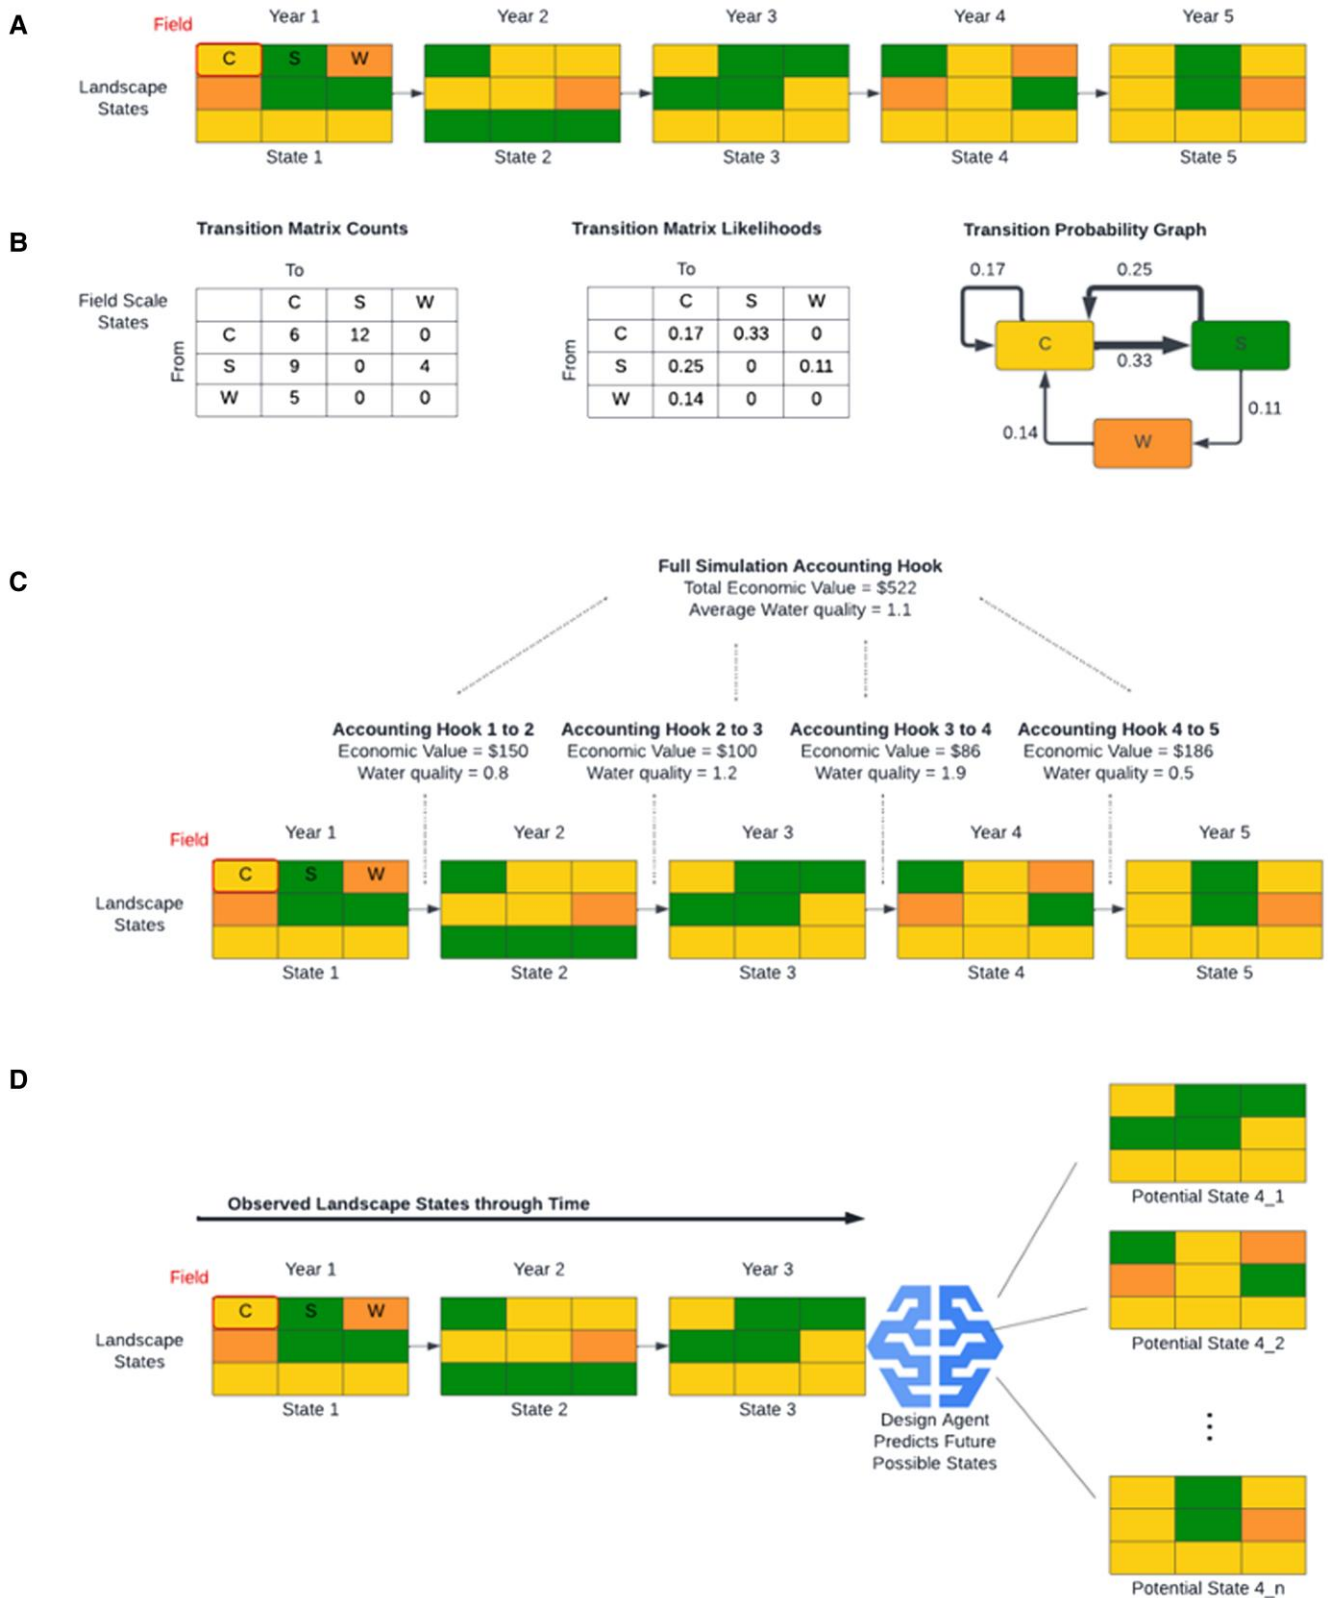 A
Field
Year 1
Year 2
Year 3
Year 4
Year 5
C S W
Landscape
States
State 1
State 2
State 3
State 4
State 5
B
Transition Matrix Counts
Transition Matrix Likelihoods
Transition Probability Graph
Field Scale
States
To
From
C S W
C 6 12 0
S 9 0 4
W 5 0 0
To
From
C S W
C 0.17 0.33 0
S 0.25 0 0.11
W 0.14 0 0
0.17
0.25
C
S
0.33
0.11
0.14
W
C
Full Simulation Accounting Hook
Total Economic Value = $522
Average Water quality = 1.1
Accounting Hook 1 to 2
Economic Value = $150
Water quality = 0.8
Accounting Hook 2 to 3
Economic Value = $100
Water quality = 1.2
Accounting Hook 3 to 4
Economic Value = $86
Water quality = 1.9
Accounting Hook 4 to 5
Economic Value = $186
Water quality = 0.5
Field
Year 1
Year 2
Year 3
Year 4
Year 5
C S W
Landscape
States
State 1
State 2
State 3
State 4
State 5
D
Observed Landscape States through Time
Field
Year 1
Year 2
Year 3
C S W
Landscape
States
State 1
State 2
State 3
Design Agent
Predicts Future
Possible States
Potential State 4_1
Potential State 4_2
Potential State 4_n